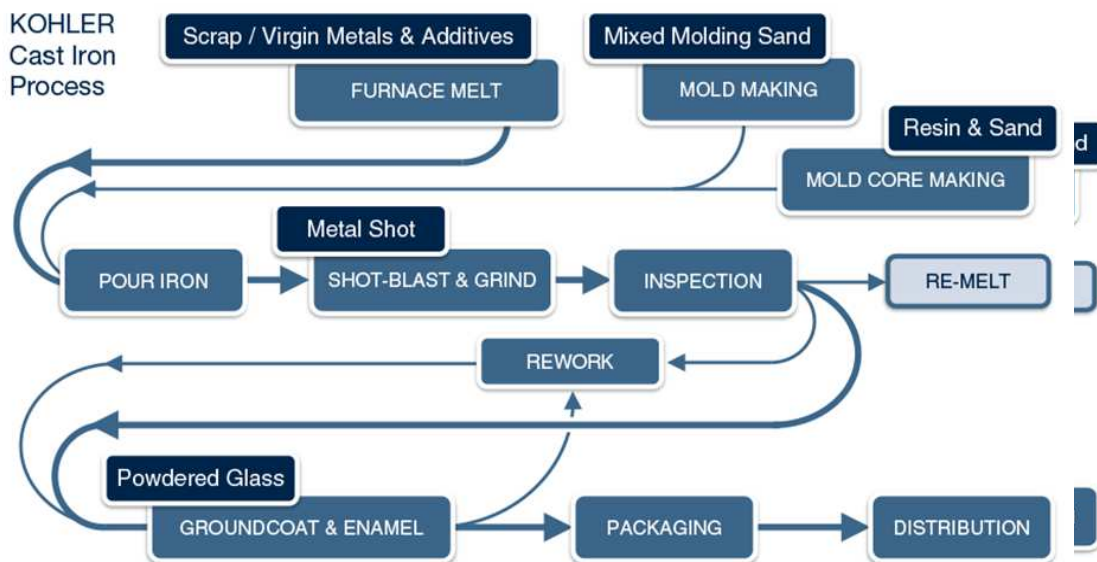 KOHLER
Cast Iron
Process
Scrap / Virgin Metals & Additives
FURNACE MELT
Mixed Molding Sand
MOLD MAKING
Resin & Sand
MOLD CORE MAKING
Metal Shot
POUR IRON
SHOT-BLAST & GRIND
INSPECTION
RE-MELT
REWORK
Powdered Glass
GROUNDCOAT & ENAMEL
PACKAGING
DISTRIBUTION